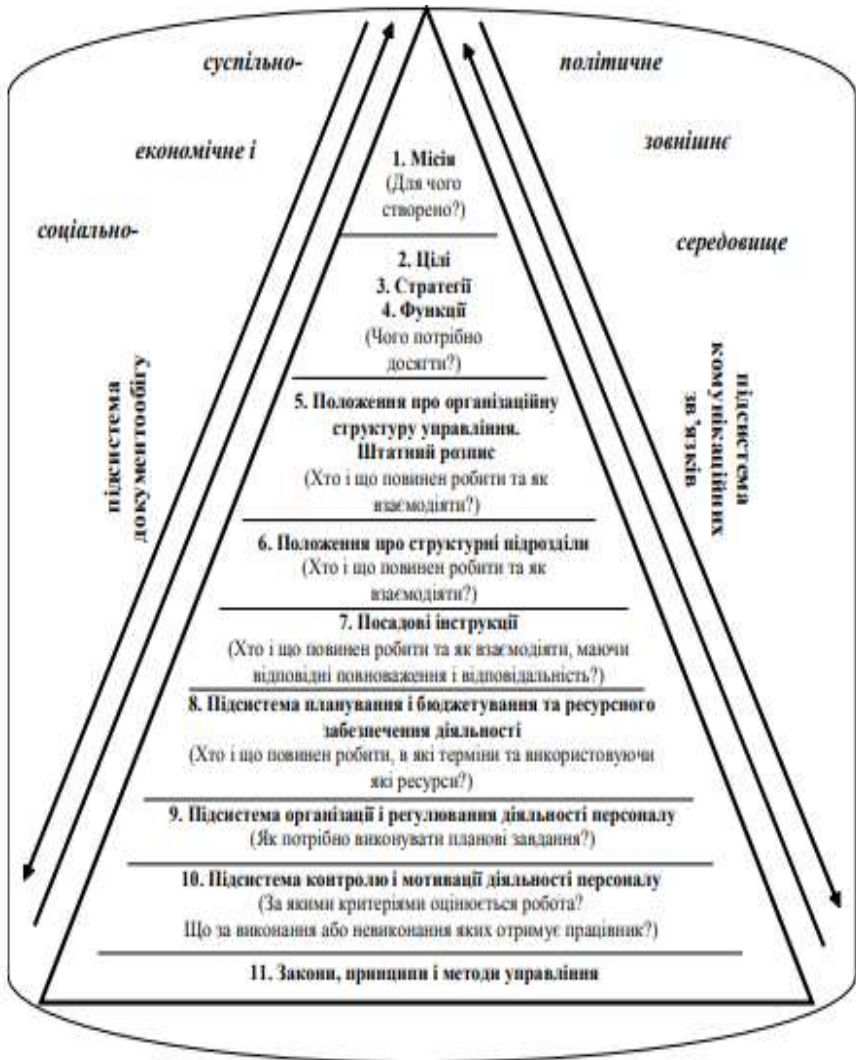 суспільно-
політичне
економічне і
зовнішнє
соціально-
середовище
1. Місія
(Для чого
створено?)
2. Цілі
3. Стратегії
4. Функції
(Чого потрібно
досягти?)
підсистема
документообігу
підсистема
комунікаційних
зв'язків
5. Положення про організаційну
структуру управління.
Штатний розпис
(Хто і що повинен робити та як
взаємодіяти?)
6. Положення про структурні підрозділи
(Хто і що повинен робити та як
взаємодіяти?)
7. Посадові інструкції
(Хто і що повинен робити та як взаємодіяти, маючи
відповідні повноваження і відповідальність?)
8. Підсистема планування і бюджетування та ресурсного
забезпечення діяльності
(Хто і що повинен робити, в які терміни та використовуючи
які ресурси?)
9. Підсистема організації і регулювання діяльності персоналу
(Як потрібно виконувати планові завдання?)
10. Підсистема контролю і мотивації діяльності персоналу
(За якими критеріями оцінюється робота?
Що за виконання або невиконання яких отримує працівник?)
11. Закони, принципи і методи управління